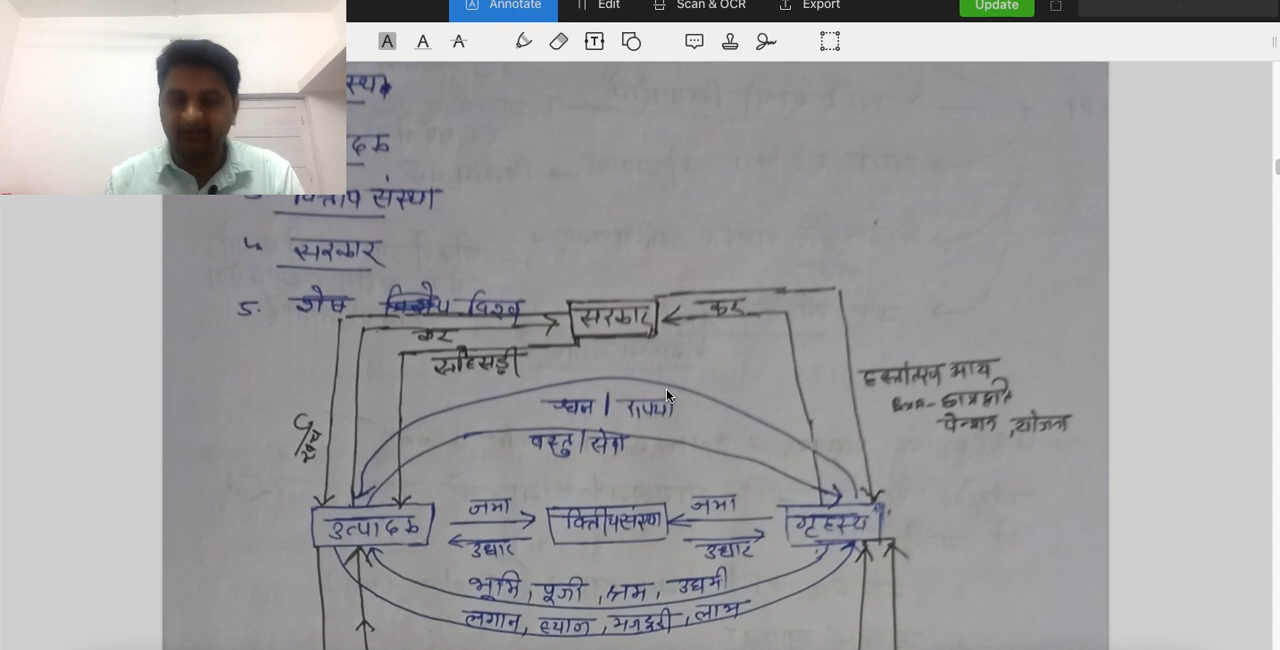 Annotate Edit Scan & OCR Export Update
A A A
स्थ
दक
संस्था
4. सरकार
5. शेष विश्व
सरकार
कर
कर
सब्सिडी
हस्तांतरण आय
छात्रवृत्ति
पेन्शन, योजना
धन / रुपया
वस्तु/सेवा
G
उत्पादक
जमा
उधार
वित्तीय संस्था
जमा
उधार
गृहस्थ
भूमि, पूजी, श्रम, उद्यमी
लगान, ब्याज, मजदूरी, लाभ